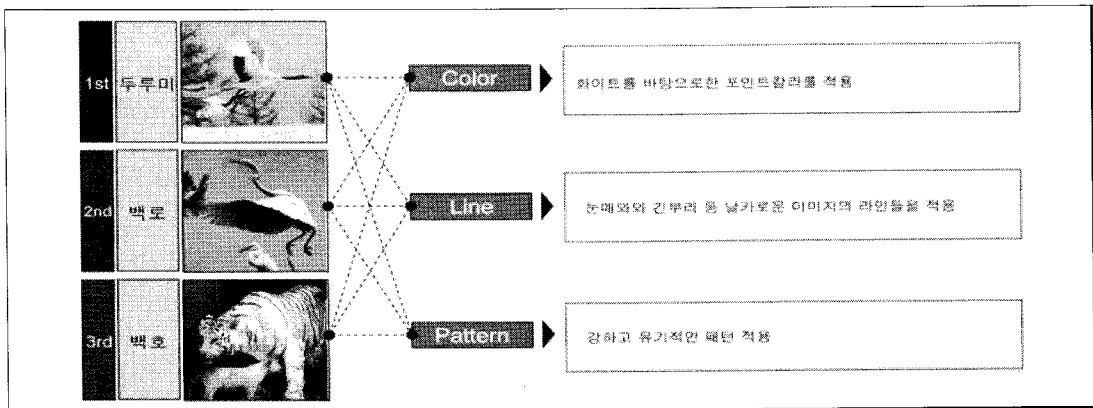 1st 두루미
Color
화이트를 바탕으로한 포인트칼라를 적용
2nd 백로
Line
눈매와와 긴부리 등 날카로운 이미지의 라인들을 적용
3rd 백호
Pattern
강하고 유기적인 패턴 적용